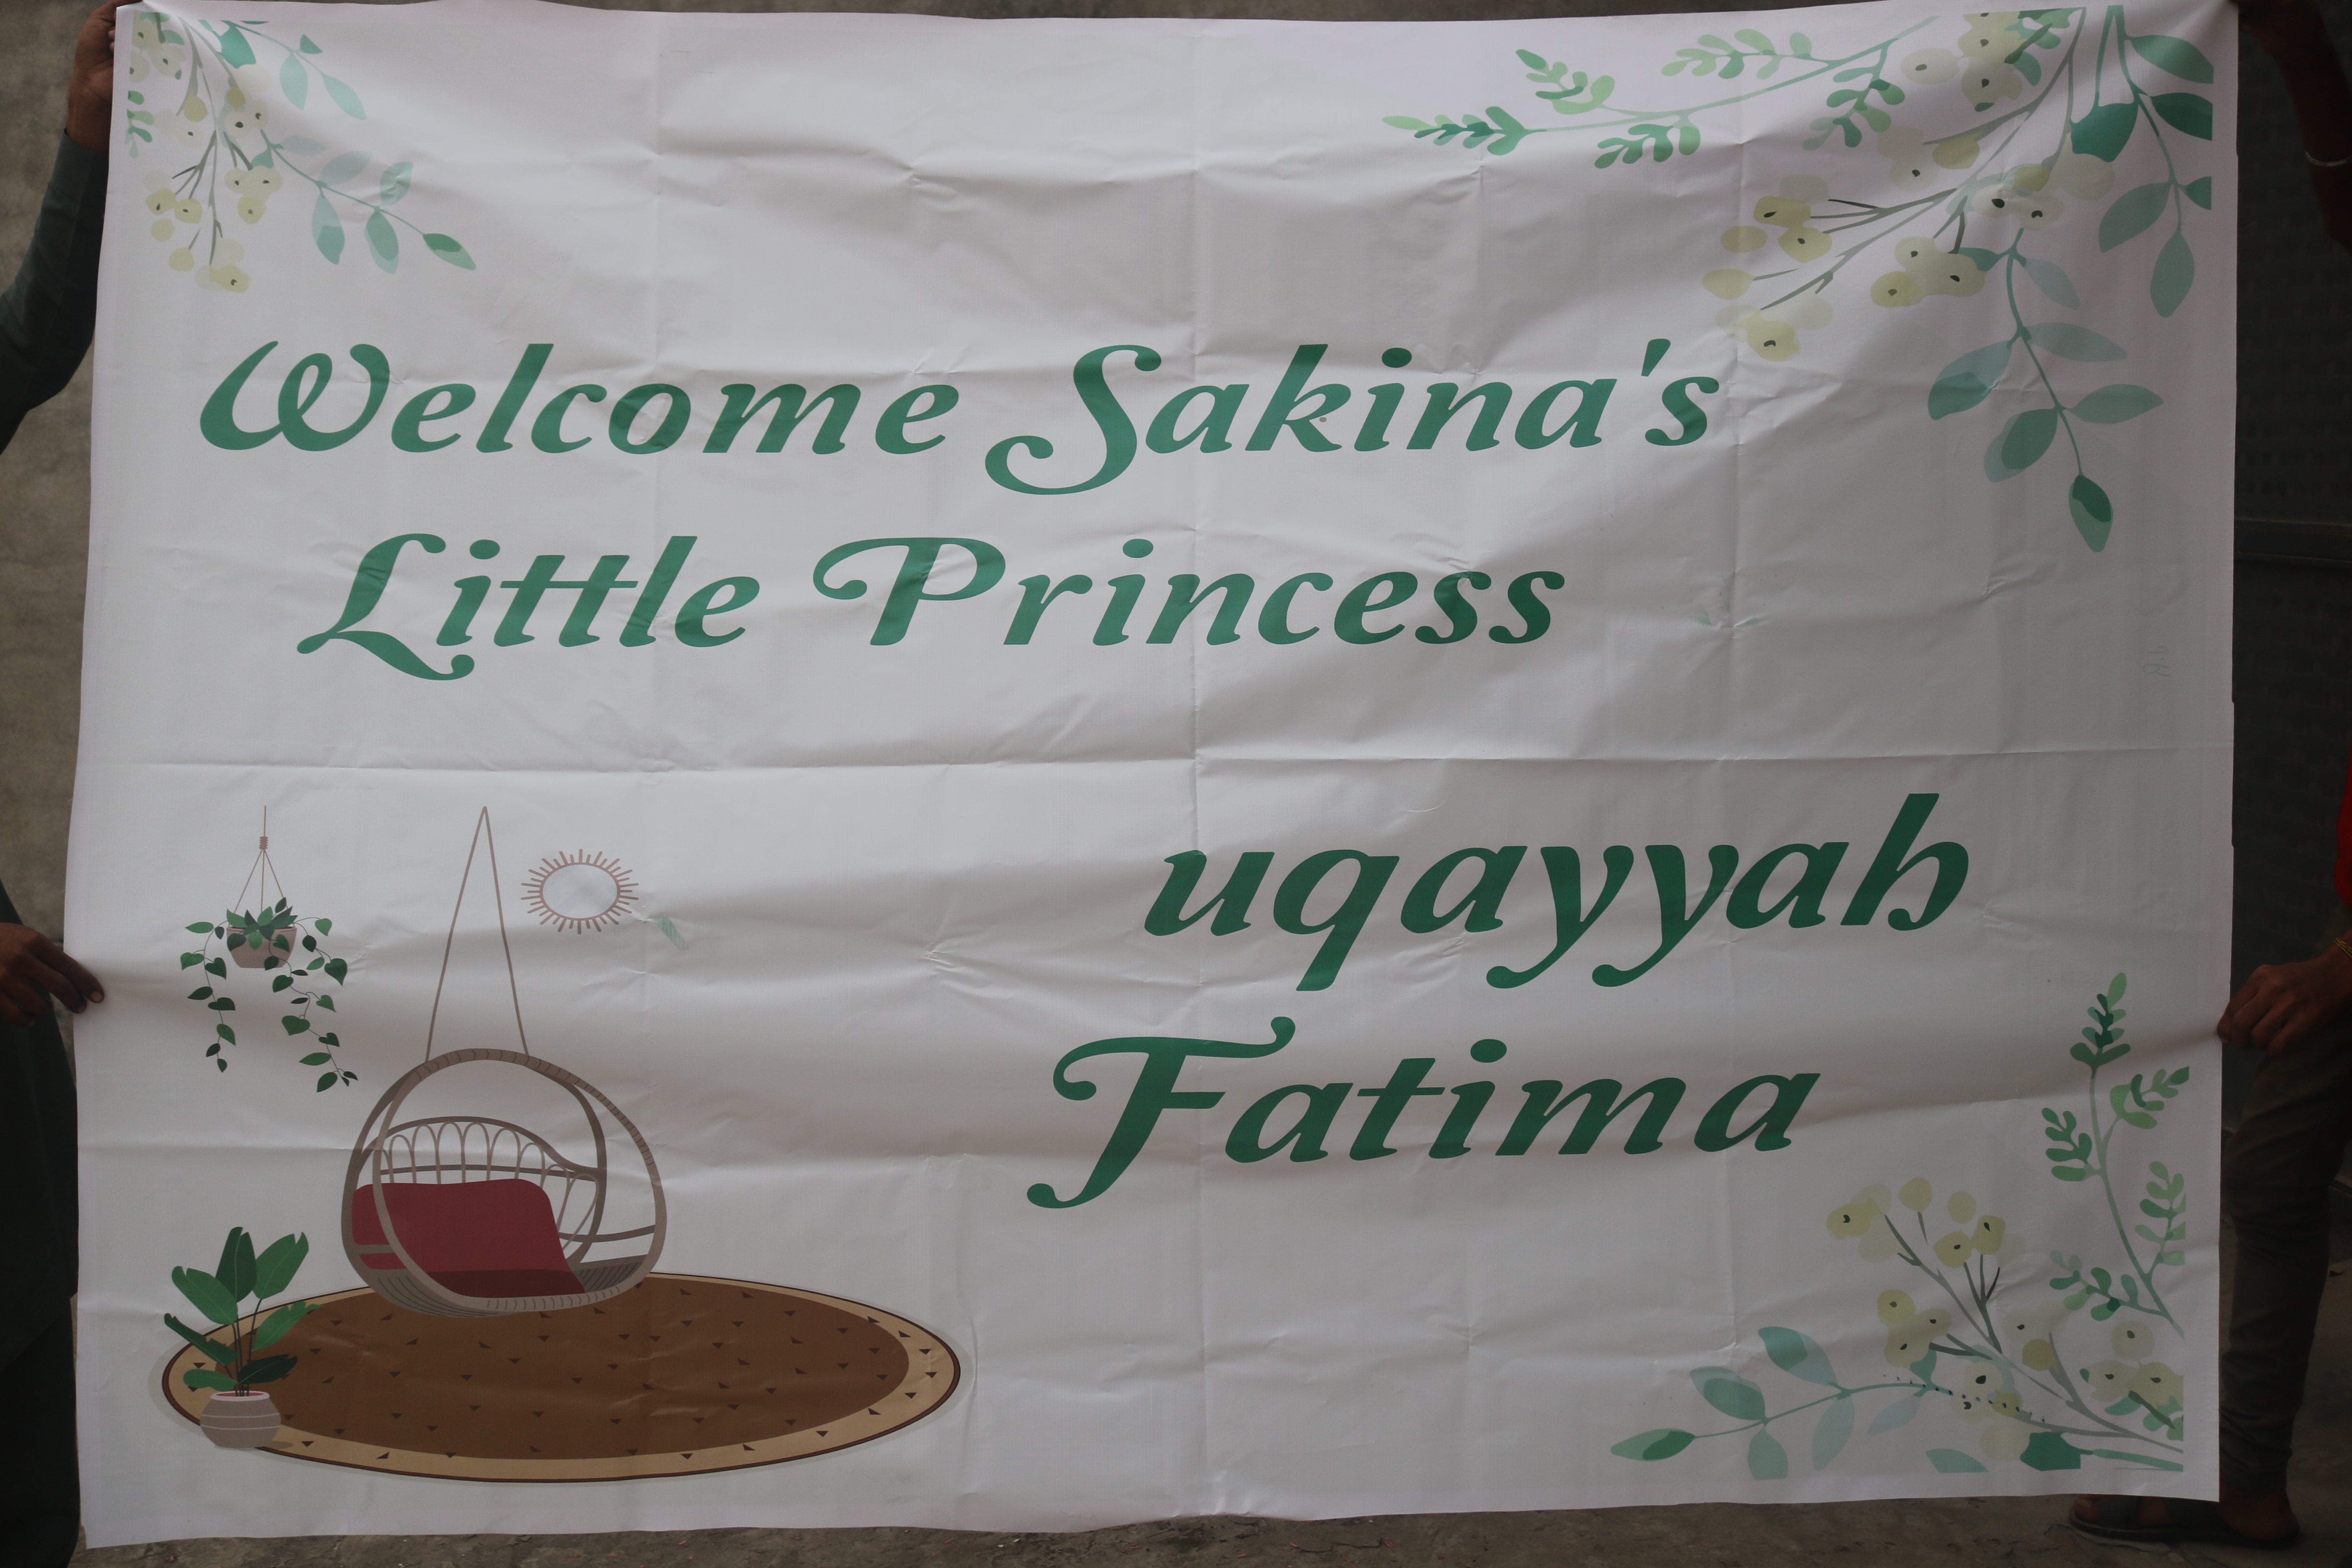 Welcome Sakina's
Little Princess
uqayyah
Fatima